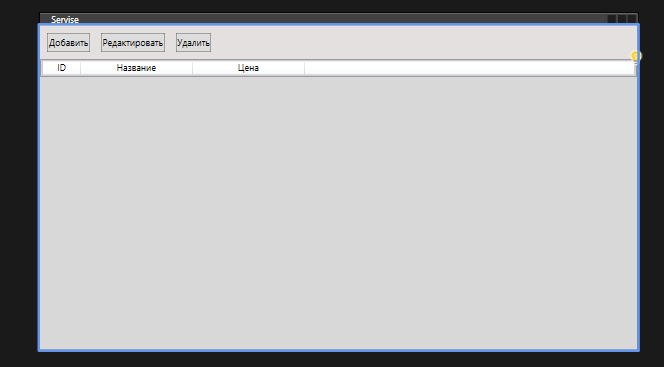 Servise
Добавить Редактировать Удалить
ID Название Цена